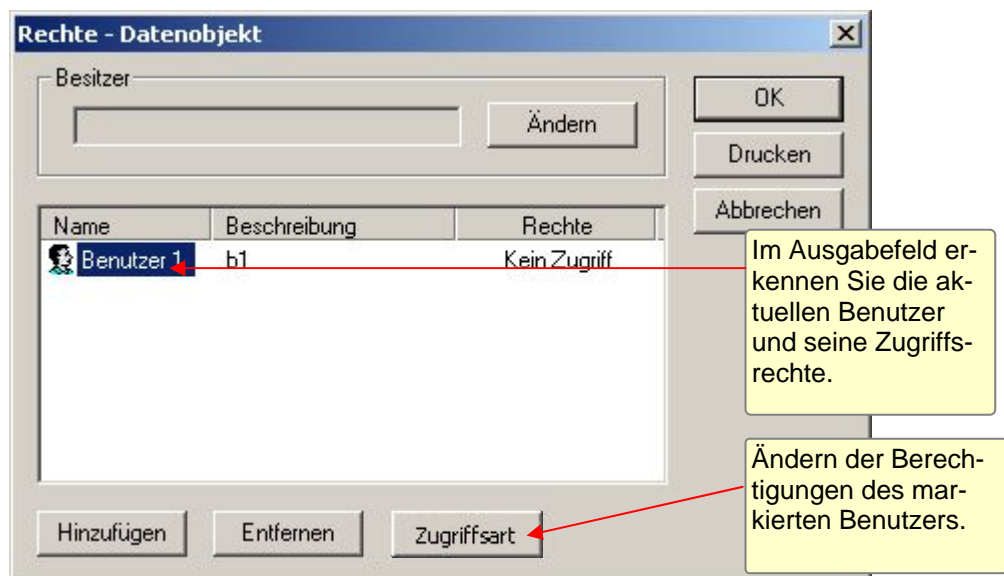 Rechte - Datenobjekt
Besitzer
Ändern
OK
Drucken
Abbrechen
Name Beschreibung Rechte
Benutzer 1 b1 Kein Zugriff
Im Ausgabefeld er-
kennen Sie die ak-
tuellen Benutzer
und seine Zugriffs-
rechte.
Ändern der Berech-
tigungen des mar-
kierten Benutzers.
Hinzufügen Entfernen Zugriffsart